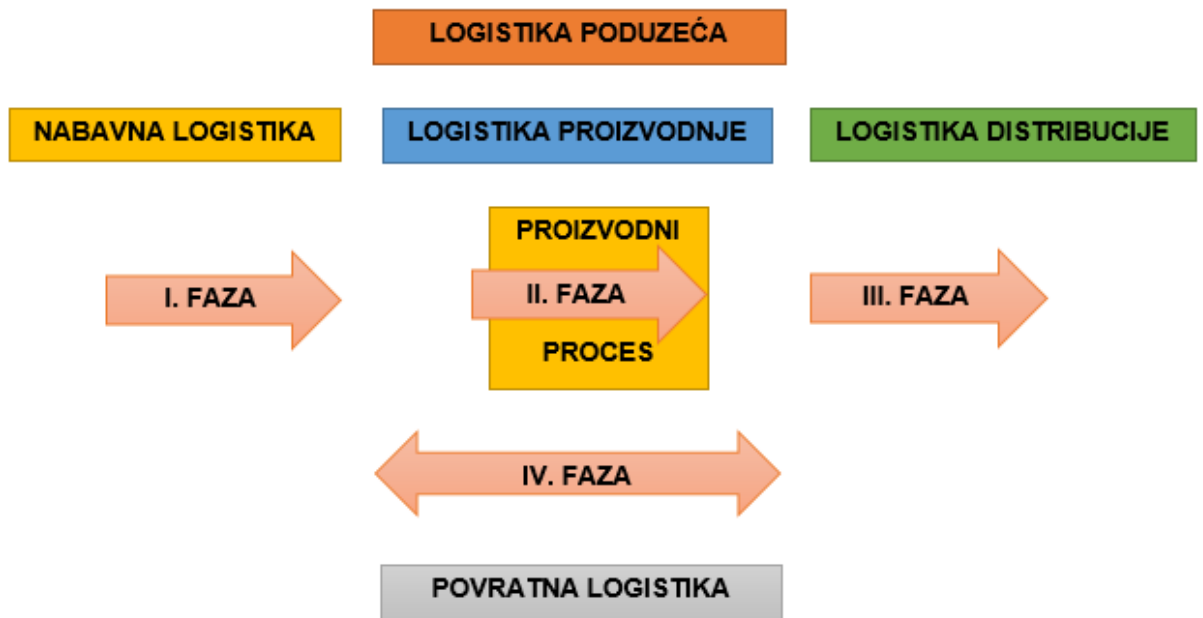 LOGISTIKA PODUZEĆA
NABAVNA LOGISTIKA
LOGISTIKA PROIZVODNJE
LOGISTIKA DISTRIBUCIJE
PROIZVODNI
I. FAZA
II. FAZA
III. FAZA
PROCES
IV. FAZA
POVRATNA LOGISTIKA